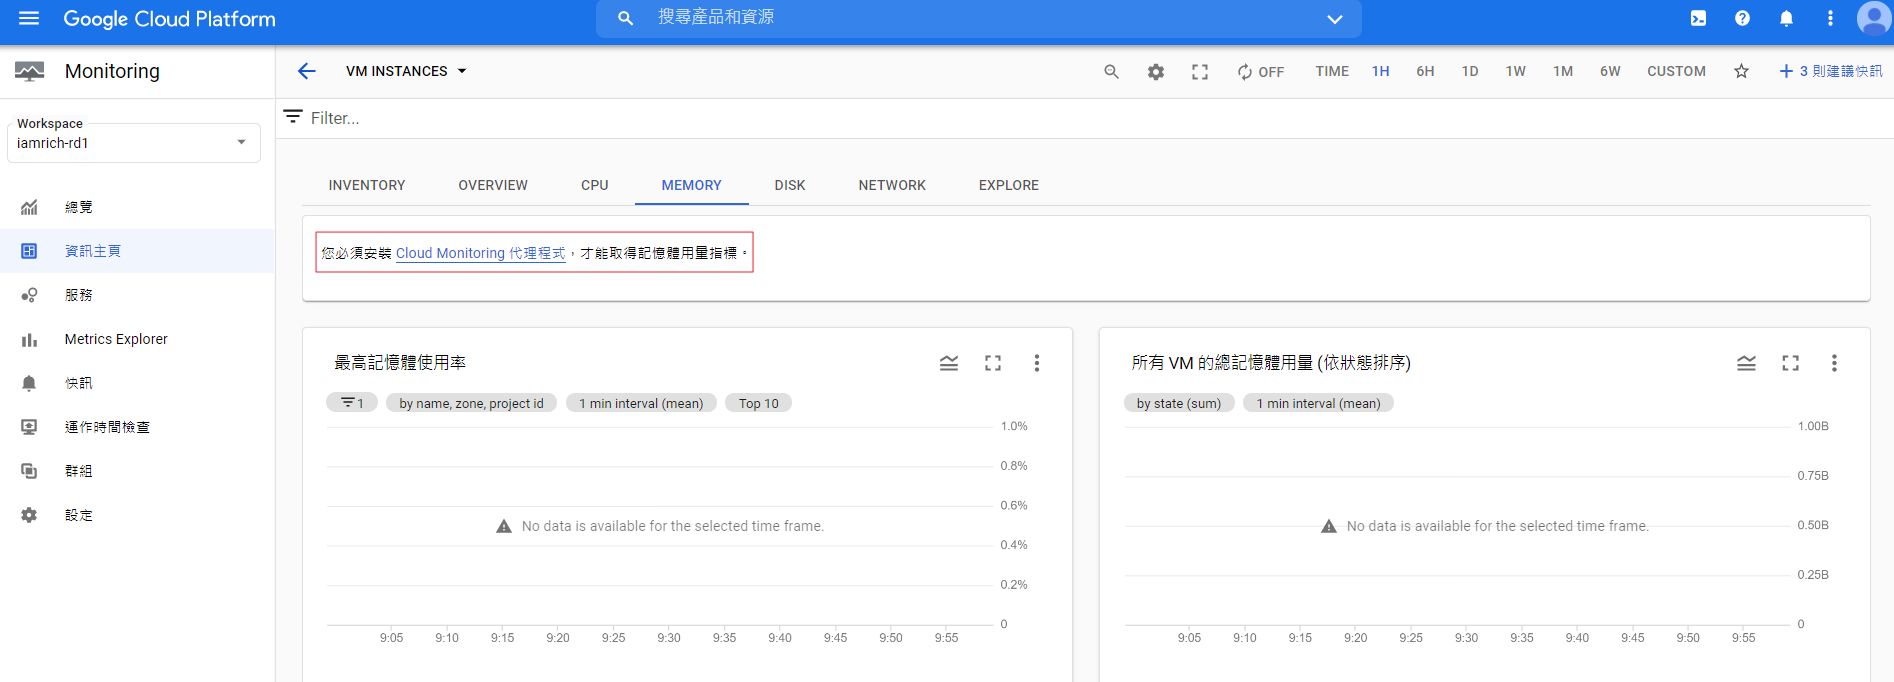 Google Cloud Platform
搜尋產品和資源
Monitoring
VM INSTANCES
OFF
TIME 1H 6H 1D 1W 1M 6W CUSTOM
3 則建議快訊
Workspace
iamrich-rd1
Filter...
總覽
資訊主頁
服務
Metrics Explorer
快訊
運作時間檢查
群組
設定
INVENTORY OVERVIEW CPU MEMORY DISK NETWORK EXPLORE
您必須安裝 Cloud Monitoring 代理程式，才能取得記憶體用量指標。
最高記憶體使用率
1 by name, zone, project id 1 min interval (mean) Top 10
1.0%
0.8%
0.6%
No data is available for the selected time frame.
0.4%
0.2%
0
9:05 9:10 9:15 9:20 9:25 9:30 9:35 9:40 9:45 9:50 9:55
所有 VM 的總記憶體用量 (依狀態排序)
by state (sum) 1 min interval (mean)
1.00B
0.75B
No data is available for the selected time frame. 0.50B
0.25B
0
9:05 9:10 9:15 9:20 9:25 9:30 9:35 9:40 9:45 9:50 9:55